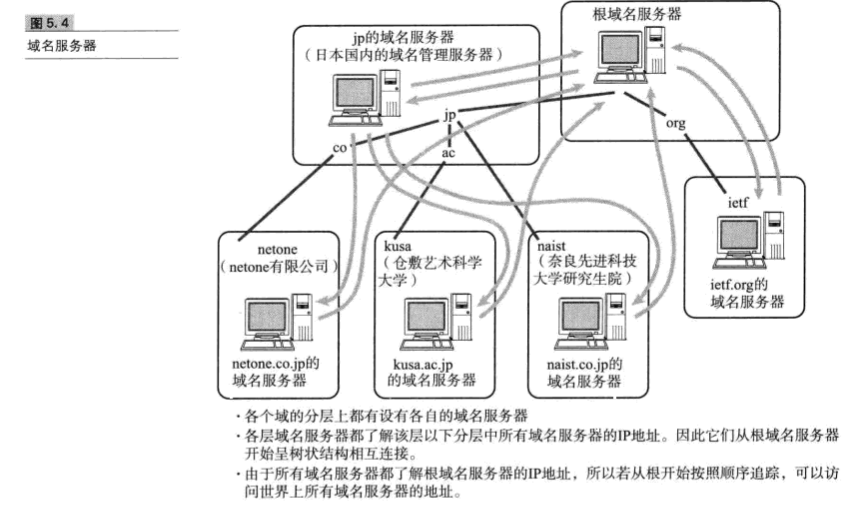 图5.4
域名服务器
根域名服务器
jp的域名服务器
（日本国内的域名管理服务器）
jp
org
co
ac
ietf
ietf.org的
域名服务器
netone
（netone有限公司）
netone.co.jp的
域名服务器
kusa
（仓敷艺术科学
大学）
kusa.ac.jp
的域名服务器
naist
（奈良先进科技
大学研究生院）
naist.co.jp的
域名服务器
·各个域的分层上都有设有各自的域名服务器
·各层域名服务器都了解该层以下分层中所有域名服务器的IP地址。因此它们从根域名服务器
开始呈树状结构相互连接。
·由于所有域名服务器都了解根域名服务器的IP地址，所以若从根开始按照顺序追踪，可以访
问世界上所有域名服务器的地址。